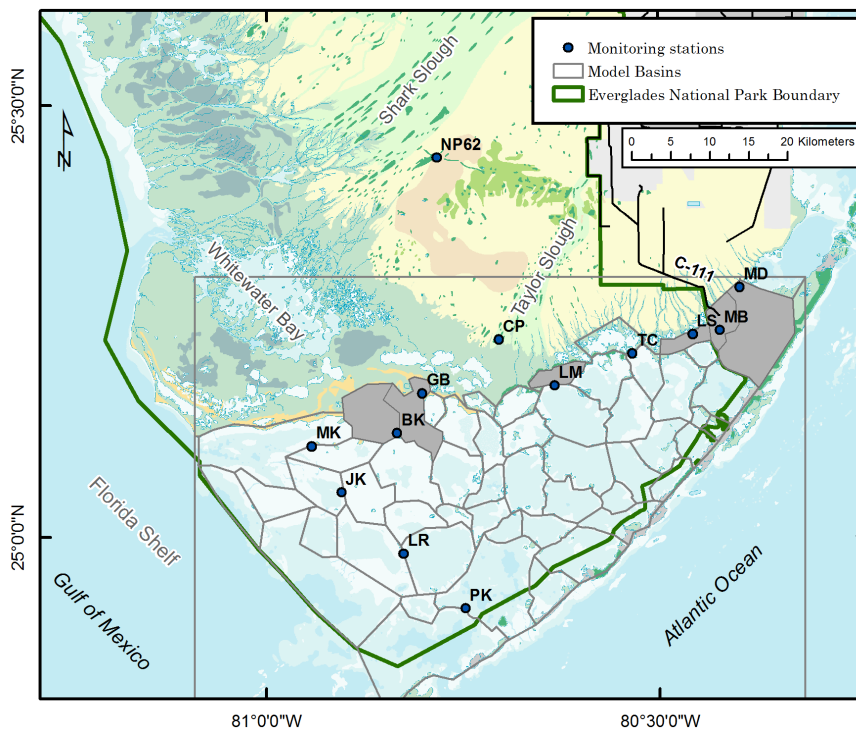 Monitoring stations
Model Basins
Everglades National Park Boundary
0 5 10 15 20 Kilometers
25°30'0"N
N
Shark Slough
NP62
Whitewater Bay
Taylor Slough
C-111
MD
CP
LS
MB
TC
GB
LM
BK
MK
JK
Florida Shelf
25°0'0"N
LR
Gulf of Mexico
PK
Atlantic Ocean
81°0'0"W
80°30'0"W